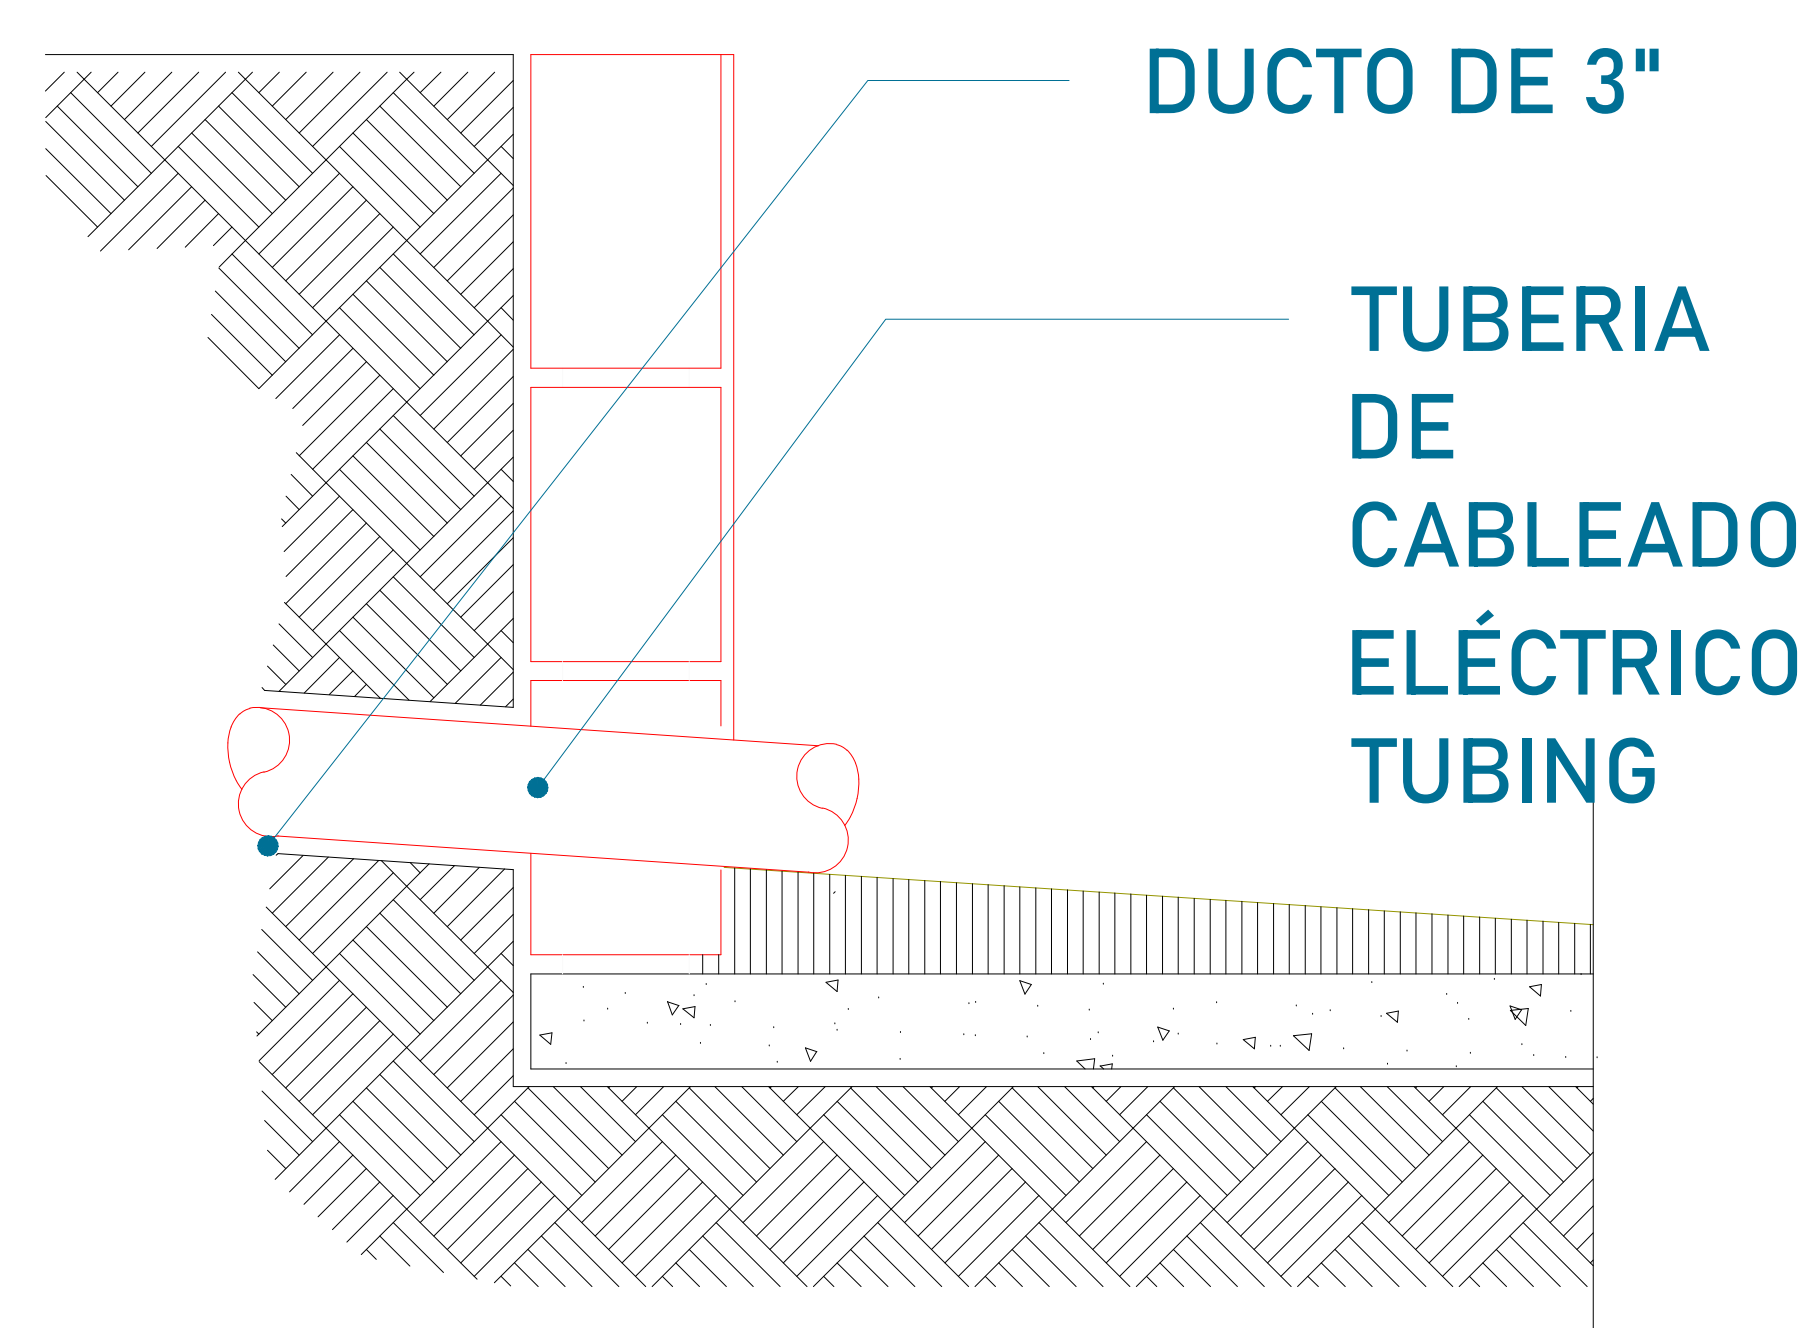 DUCTO DE 3"
TUBERIA
DE
CABLEADO
ELÉCTRICO
TUBING